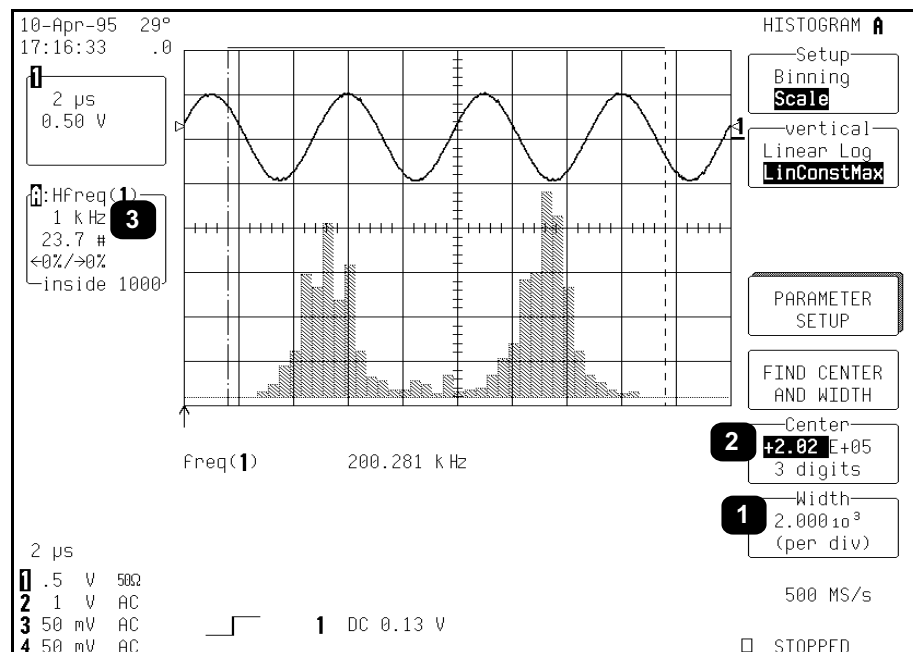 10-Apr-95 29°
17:16:33 .0
HISTOGRAM A
1
2 µs
0.50 V
A:Hfreq(1)
1 kHz
23.7 #
←0%/→0%
inside 1000
3
1
Setup
Binning
Scale
vertical
Linear Log
LinConstMax
PARAMETER
SETUP
FIND CENTER
AND WIDTH
Center
2
+2.02 E+05
3 digits
Width
1
2.000 10³
(per div)
freq(1) 200.281 kHz
2 µs
1 .5 V 50Ω
2 1 V AC
3 50 mV AC
4 50 mV AC
1 DC 0.13 V
500 MS/s
STOPPED